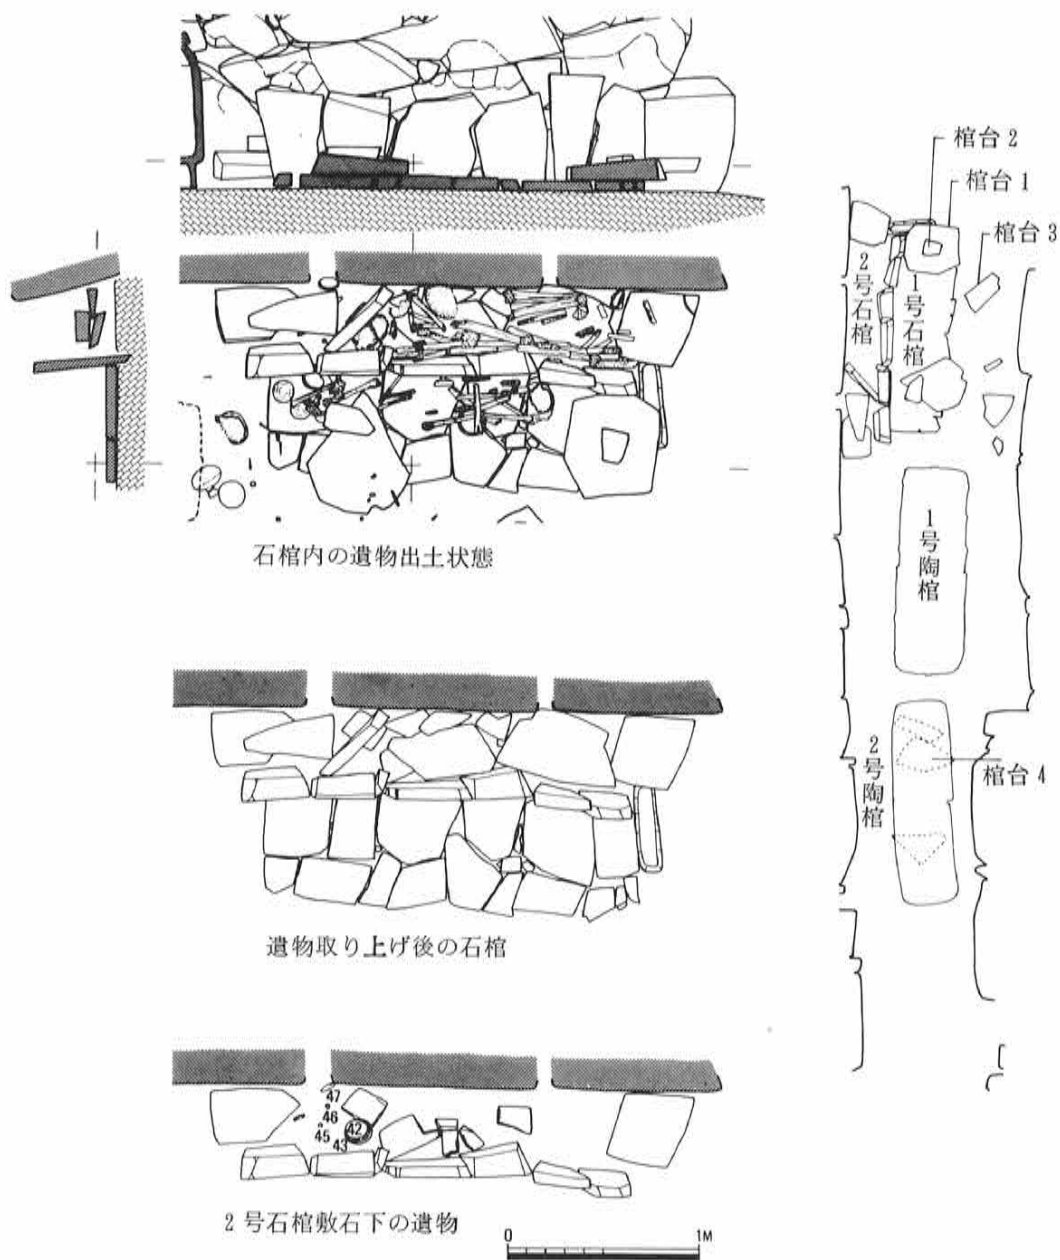 石棺内の遺物出土状態
遺物取り上げ後の石棺
47
46
42
45
43
2号石棺敷石下の遺物
0 1M
棺台2
棺台1
棺台3
2号石棺
1号石棺
1号陶棺
2号陶棺
棺台4